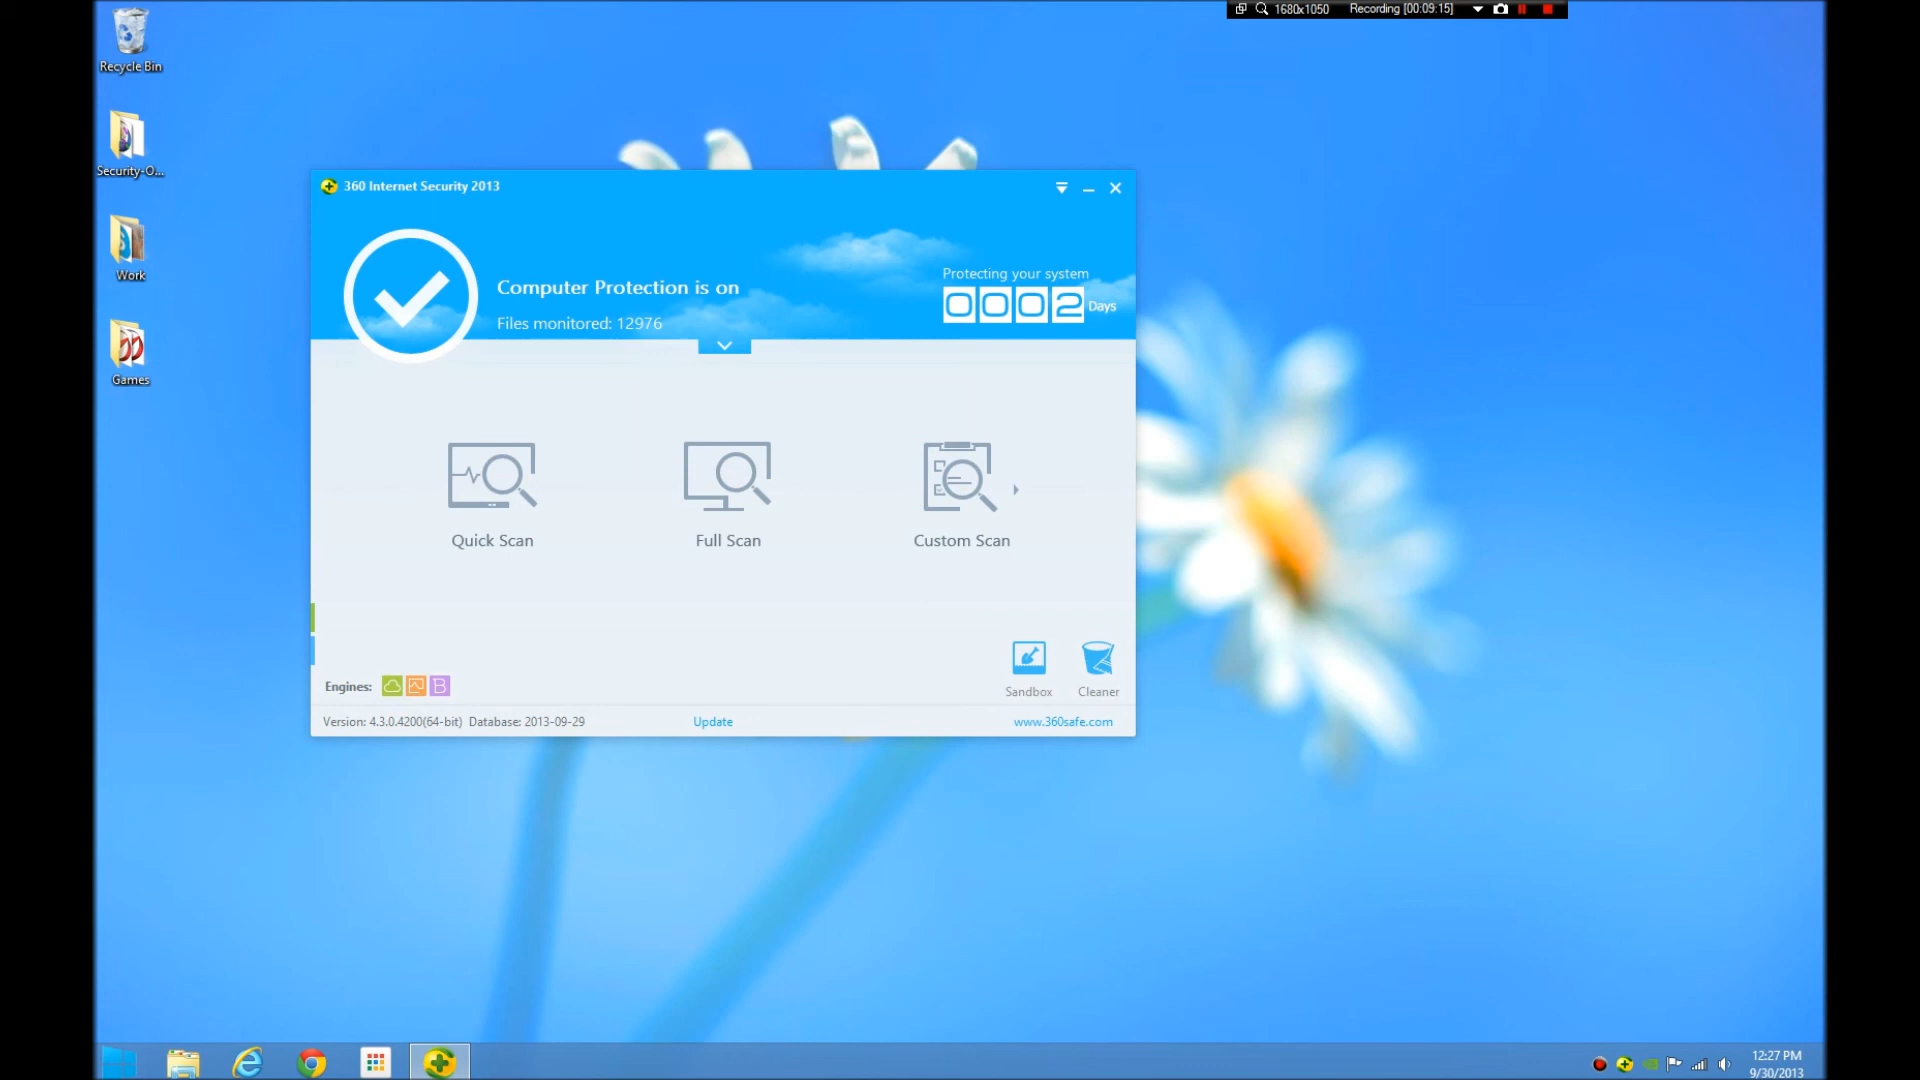 1680x1050 Recording [00:09:15]
Recycle Bin
Security-O...
Work
Games
360 Internet Security 2013
Computer Protection is on
Files monitored: 12976
Protecting your system
0002 Days
Quick Scan
Full Scan
Custom Scan
Sandbox
Cleaner
Engines: B
Version: 4.3.0.4200(64-bit) Database: 2013-09-29
Update
www.360safe.com
12:27 PM
9/30/2013